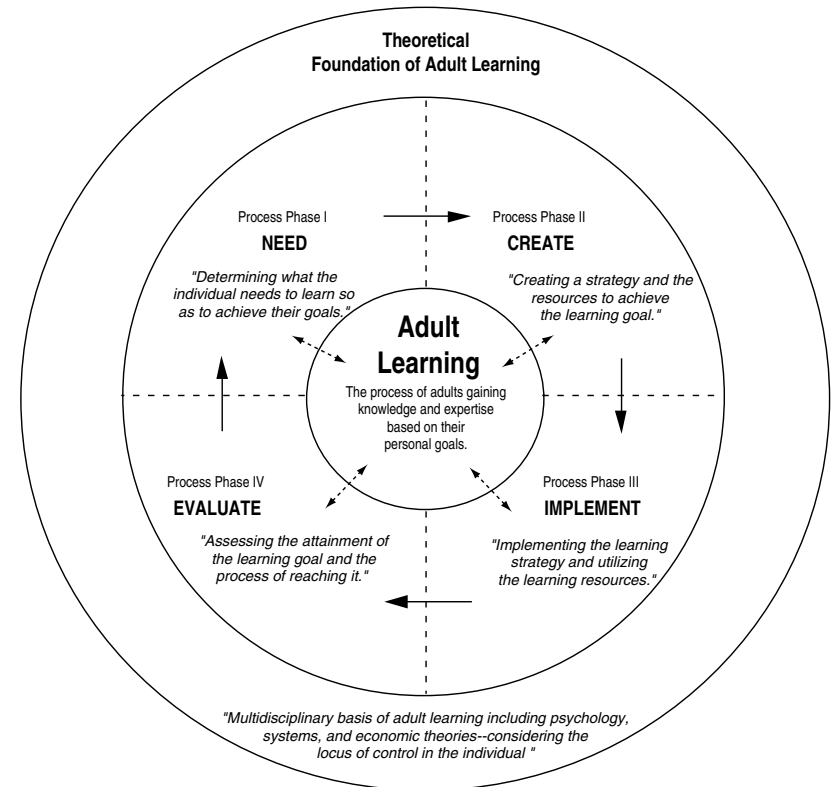 Theoretical
Foundation of Adult Learning
Process Phase I
NEED
"Determining what the
individual needs to learn so
as to achieve their goals."
Process Phase II
CREATE
"Creating a strategy and the
resources to achieve
the learning goal."
Adult
Learning
The process of adults gaining
knowledge and expertise
based on their
personal goals.
Process Phase III
IMPLEMENT
"Implementing the learning
strategy and utilizing
the learning resources."
Process Phase IV
EVALUATE
"Assessing the attainment of
the learning goal and the
process of reaching it."
"Multidisciplinary basis of adult learning including psychology,
systems, and economic theories--considering the
locus of control in the individual "